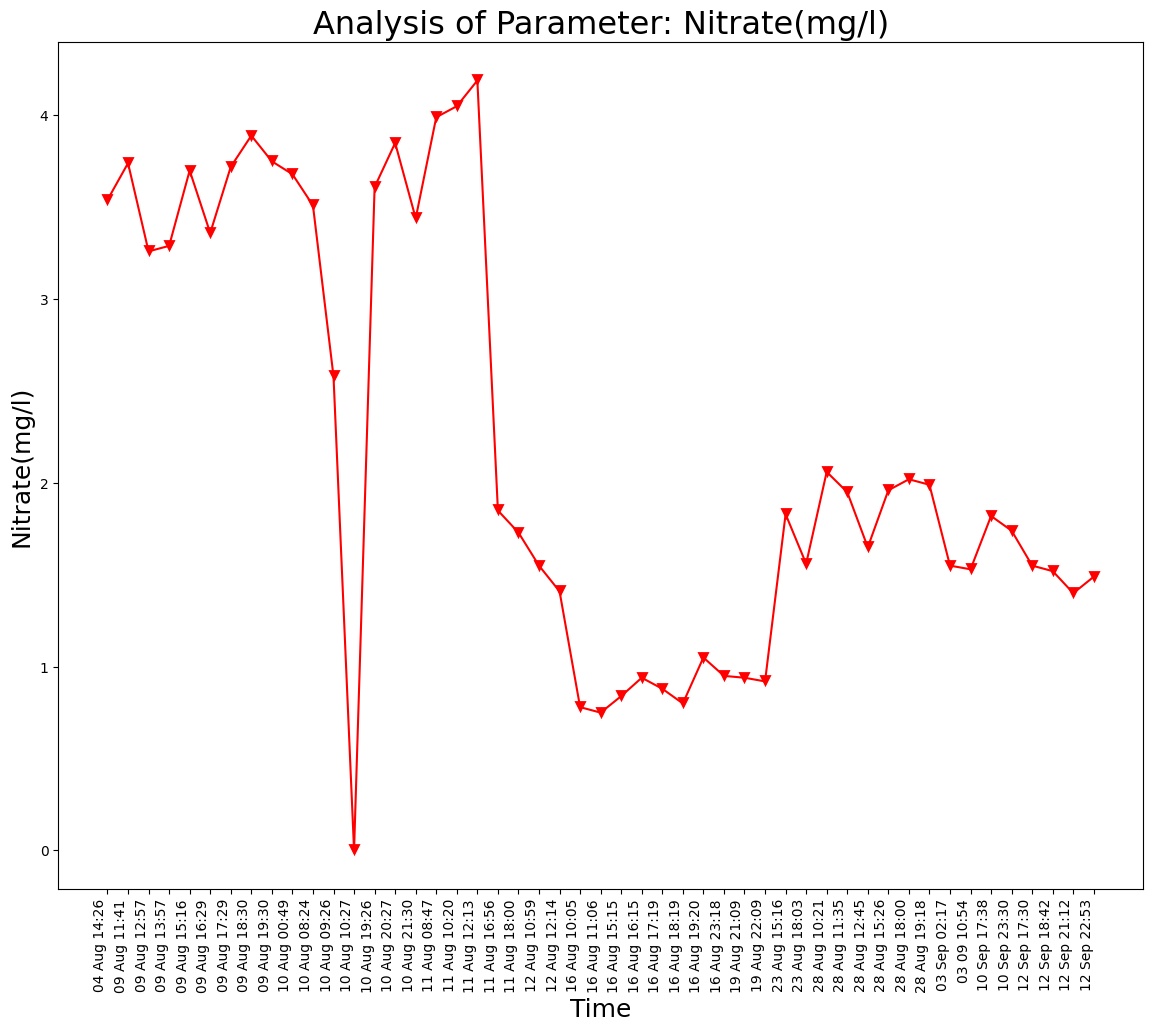 Analysis of Parameter: Nitrate(mg/l)
Nitrate(mg/l)
4
3
2
1
0
04 Aug 14:26
09 Aug 11:41
09 Aug 12:57
09 Aug 13:57
09 Aug 15:16
09 Aug 16:29
09 Aug 17:29
09 Aug 18:30
09 Aug 19:30
10 Aug 00:49
10 Aug 08:24
10 Aug 09:26
10 Aug 10:27
10 Aug 19:26
10 Aug 20:27
10 Aug 21:30
11 Aug 08:47
11 Aug 10:20
11 Aug 12:13
11 Aug 16:56
11 Aug 18:00
12 Aug 10:59
12 Aug 12:14
16 Aug 10:05
16 Aug 11:06
16 Aug 15:15
16 Aug 16:15
16 Aug 17:19
16 Aug 18:19
16 Aug 19:20
16 Aug 23:18
19 Aug 21:09
19 Aug 22:09
23 Aug 15:16
23 Aug 18:03
28 Aug 10:21
28 Aug 11:35
28 Aug 12:45
28 Aug 15:26
28 Aug 18:00
28 Aug 19:18
03 Sep 02:17
03 09 10:54
10 Sep 17:38
10 Sep 23:30
12 Sep 17:30
12 Sep 18:42
12 Sep 21:12
12 Sep 22:53
Time